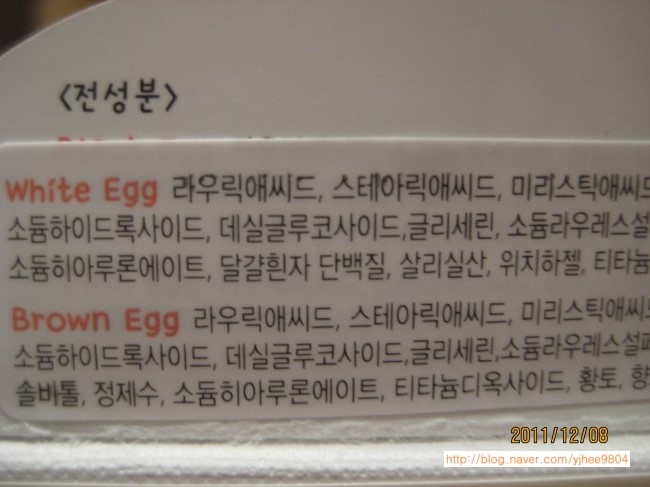 <전성분>
White Egg 라우릭애씨드, 스테아릭애씨드, 미리스틱애씨드
소듐하이드록사이드, 데실글루코사이드,글리세린, 소듐라우레스설
소듐히아루론에이트, 달걀흰자 단백질, 살리실산, 위치하젤, 티타늄
Brown Egg 라우릭애씨드, 스테아릭애씨드, 미리스틱애씨드
소듐하이드록사이드, 데실글루코사이드,글리세린,소듐라우레스설페
솔바톨, 정제수, 소듐히아루론에이트, 티타늄디옥사이드, 황토, 향
2011/12/08
http://blog.naver.com/yjhee9804